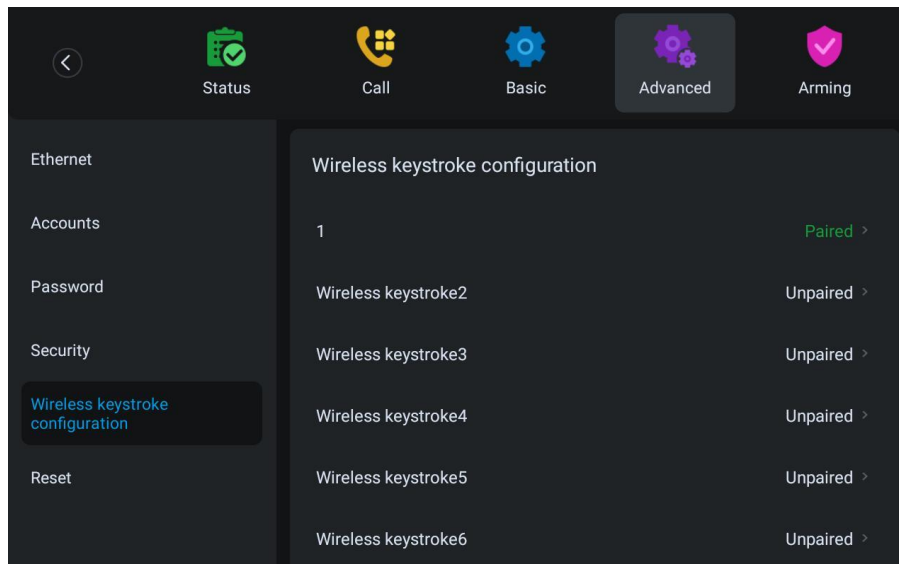 Status
Call
Basic
Advanced
Arming
Ethernet
Accounts
Password
Security
Wireless keystroke
configuration
Reset
Wireless keystroke configuration
1 Paired
Wireless keystroke2 Unpaired
Wireless keystroke3 Unpaired
Wireless keystroke4 Unpaired
Wireless keystroke5 Unpaired
Wireless keystroke6 Unpaired